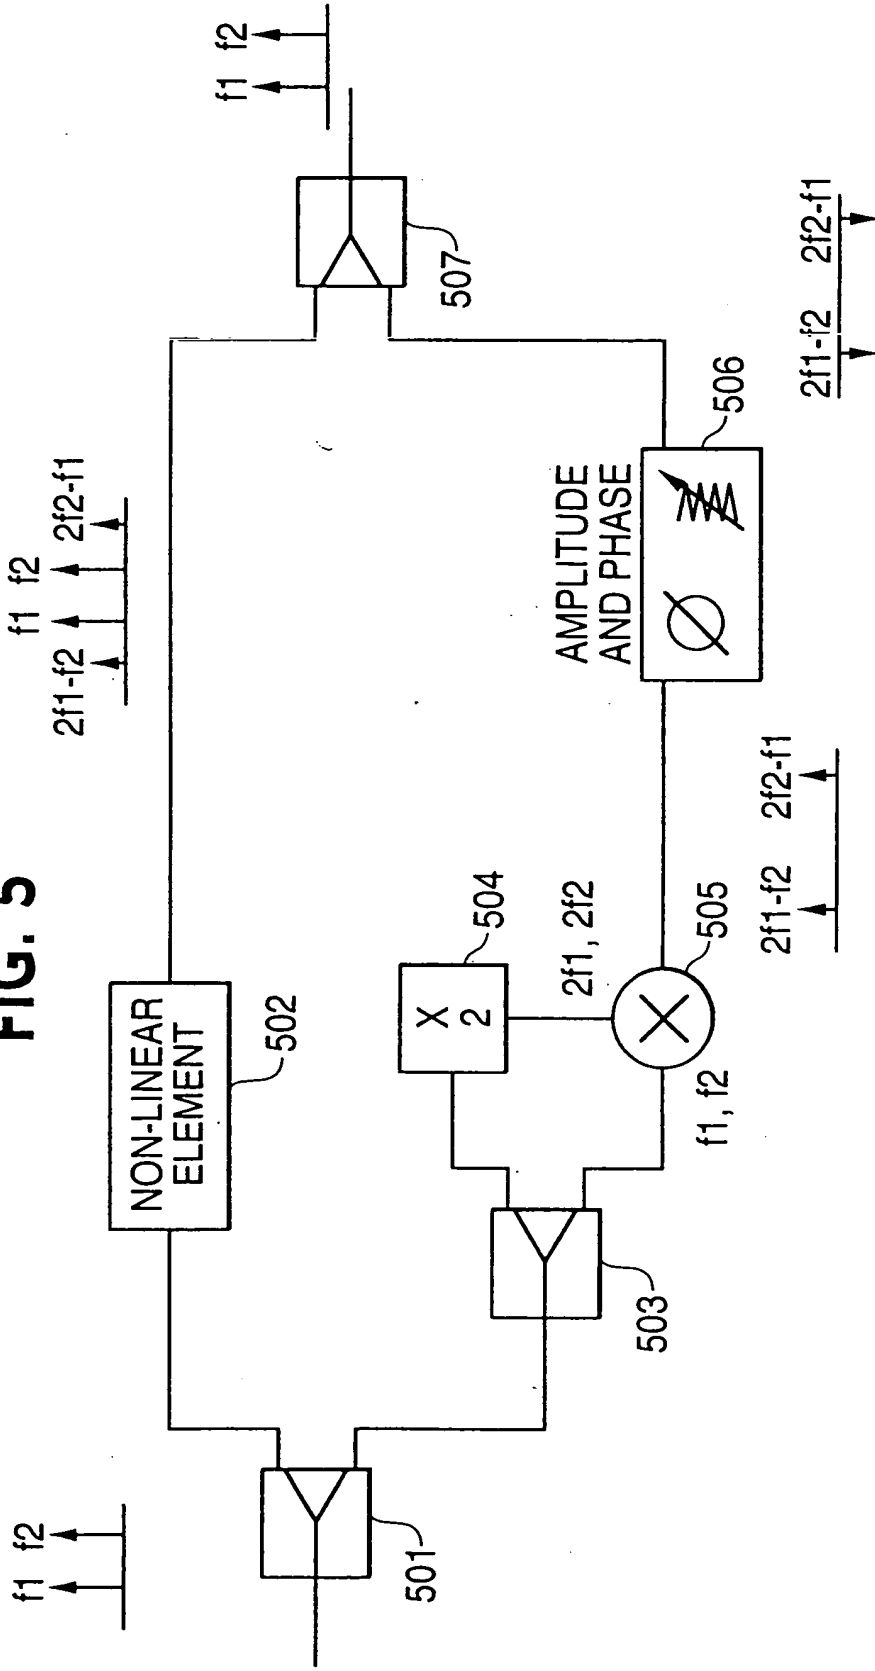 FIG. 5
f1 f2
501
NON-LINEAR
ELEMENT
502
2f1-f2 f1 f2 2f2-f1
503
X
2
504
2f1, 2f2
f1, f2
505
2f1-f2 2f2-f1
AMPLITUDE
AND PHASE
506
2f1-f2 2f2-f1
507
f1 f2